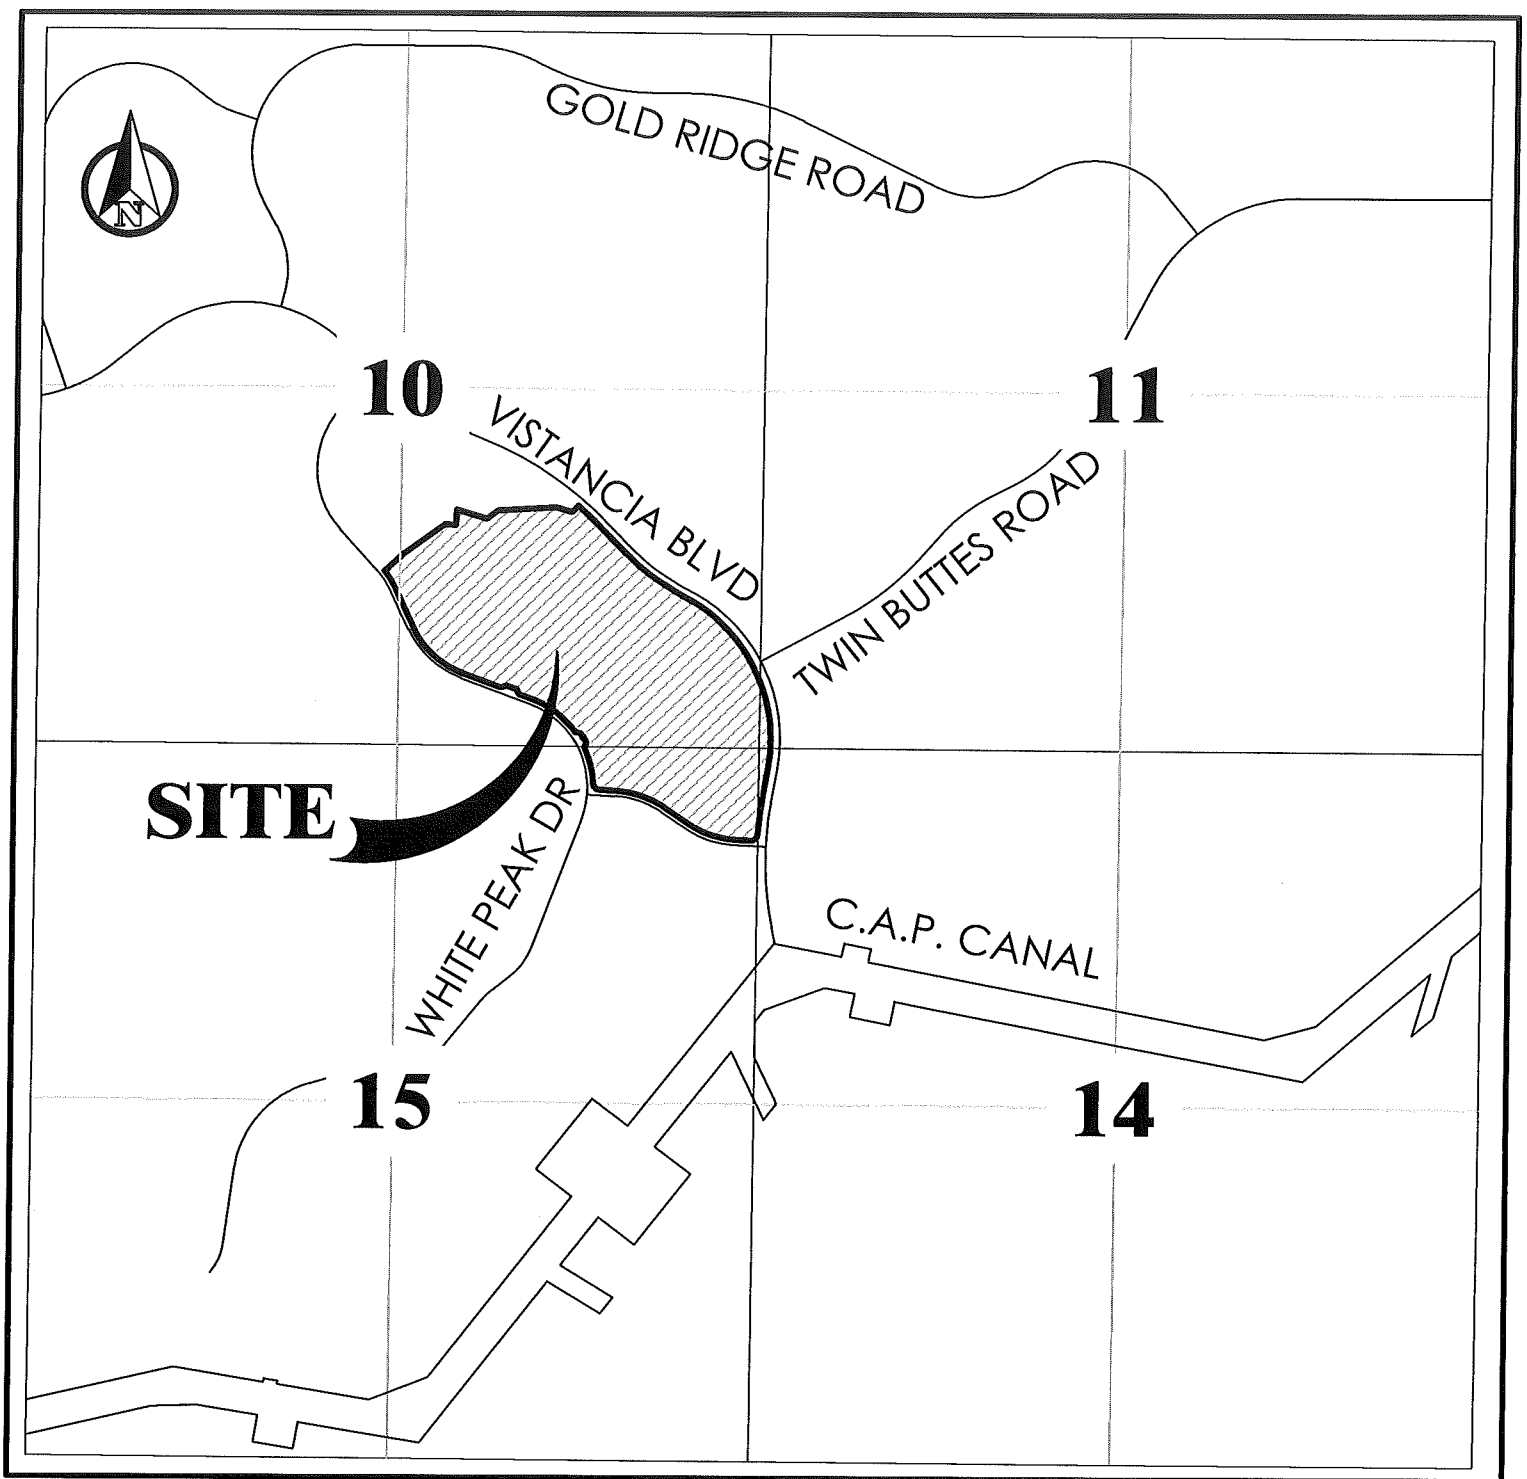 GOLD RIDGE ROAD
N
10
11
VISTANCIA BLVD
TWIN BUTTES ROAD
SITE
WHITE PEAK DR
C.A.P. CANAL
15
14